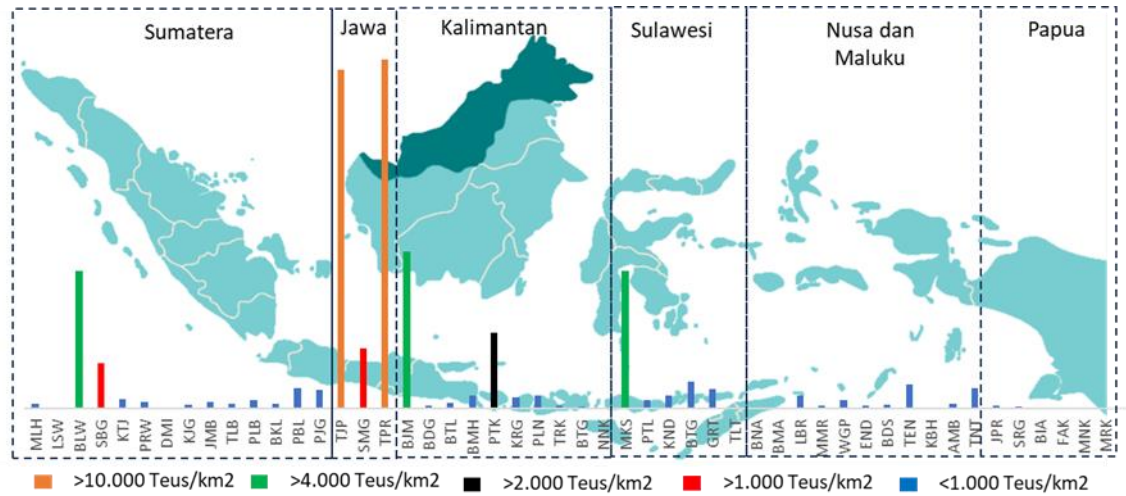 Sumatera
Jawa
Kalimantan
Sulawesi
Nusa dan
Maluku
Papua
MLH
LSW
BLW
SBG
KTJ
PRW
DMI
KJG
JMB
TLB
PLB
BKL
PBL
PJG
TJP
SMG
TPR
BJM
BDG
BTL
BMH
PTK
KRG
PLN
TRK
BTG
NNK
MKS
PTL
KND
BTG
GRT
TLT
BNA
BMA
LBR
MMR
WGP
END
BDS
TEN
KBH
AMB
TNT
JPR
SRG
BIA
FAK
MNK
MRK
>10.000 Teus/km2
>4.000 Teus/km2
>2.000 Teus/km2
>1.000 Teus/km2
<1.000 Teus/km2